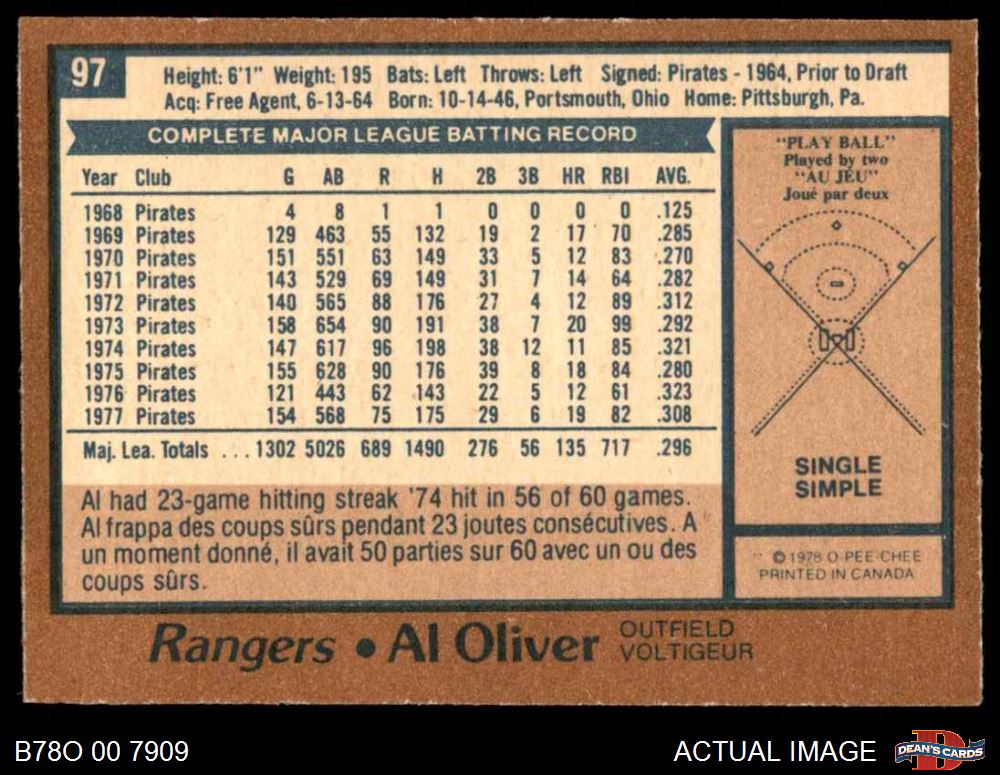 97
Height: 6'1" Weight: 195 Bats: Left Throws: Left Signed: Pirates - 1964, Prior to Draft
Acq: Free Agent, 6-13-64 Born: 10-14-46, Portsmouth, Ohio Home: Pittsburgh, Pa.
COMPLETE MAJOR LEAGUE BATTING RECORD
Year Club G AB R H 2B 3B HR RBI AVG.
1968 Pirates 4 8 1 1 0 0 0 0 .125
1969 Pirates 129 463 55 132 19 2 17 70 .285
1970 Pirates 151 551 63 149 33 5 12 83 .270
1971 Pirates 143 529 69 149 31 7 14 64 .282
1972 Pirates 140 565 88 176 27 4 12 89 .312
1973 Pirates 158 654 90 191 38 7 20 99 .292
1974 Pirates 147 617 96 198 38 12 11 85 .321
1975 Pirates 155 628 90 176 39 8 18 84 .280
1976 Pirates 121 443 62 143 22 5 12 61 .323
1977 Pirates 154 568 75 175 29 6 19 82 .308
Maj. Lea. Totals ... 1302 5026 689 1490 276 56 135 717 .296
Al had 23-game hitting streak '74 hit in 56 of 60 games.
Al frappa des coups sûrs pendant 23 joutes consécutives. A
un moment donné, il avait 50 parties sur 60 avec un ou des
coups sûrs.
"PLAY BALL"
Played by two
"AU JEU"
Joué par deux
SINGLE
SIMPLE
© 1978 O-PEE-CHEE
PRINTED IN CANADA
Rangers • Al Oliver
OUTFIELD
VOLTIGEUR
B78O 00 7909
ACTUAL IMAGE
DEAN'S CARDS